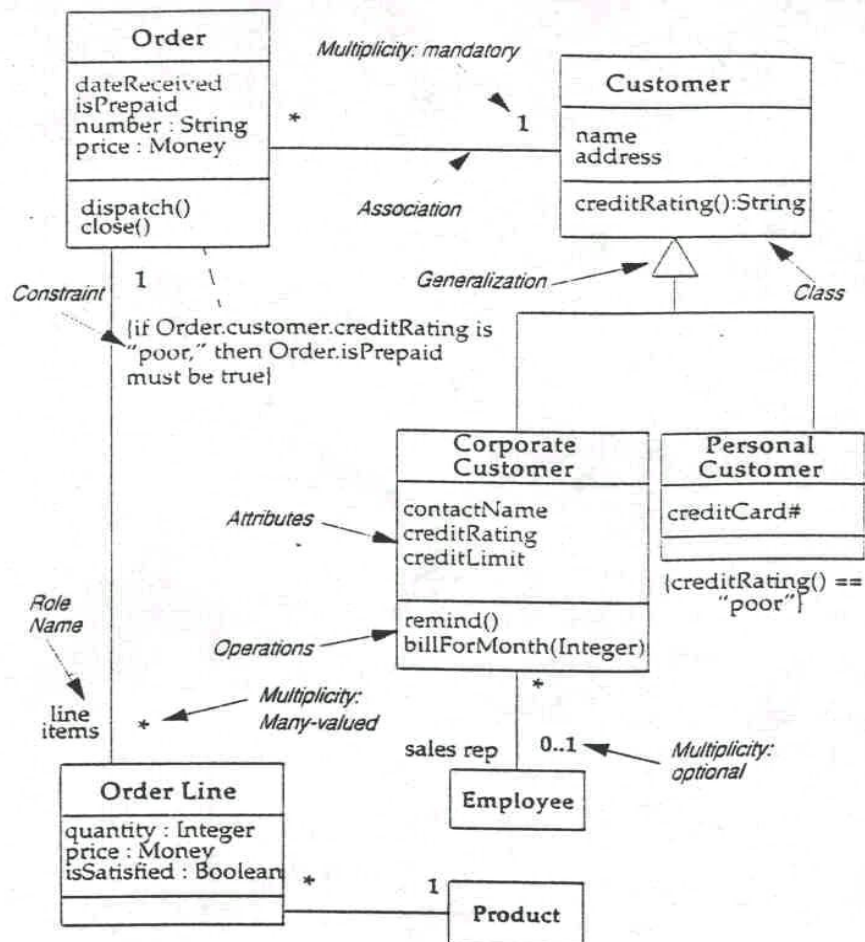 Order
dateReceived
isPrepaid
number : String
price : Money
dispatch()
close()
Multiplicity: mandatory
*
1
Association
Customer
name
address
creditRating():String
Generalization
Class
Constraint
1
{if Order.customer.creditRating is
"poor," then Order.isPrepaid
must be true}
Corporate
Customer
contactName
creditRating
creditLimit
remind()
billForMonth(Integer)
Personal
Customer
creditCard#
{creditRating() ==
"poor"}
Attributes
Operations
Role
Name
line
items
*
Multiplicity:
Many-valued
*
sales rep
0..1
Multiplicity:
optional
Employee
Order Line
quantity : Integer
price : Money
isSatisfied : Boolean
*
1
Product